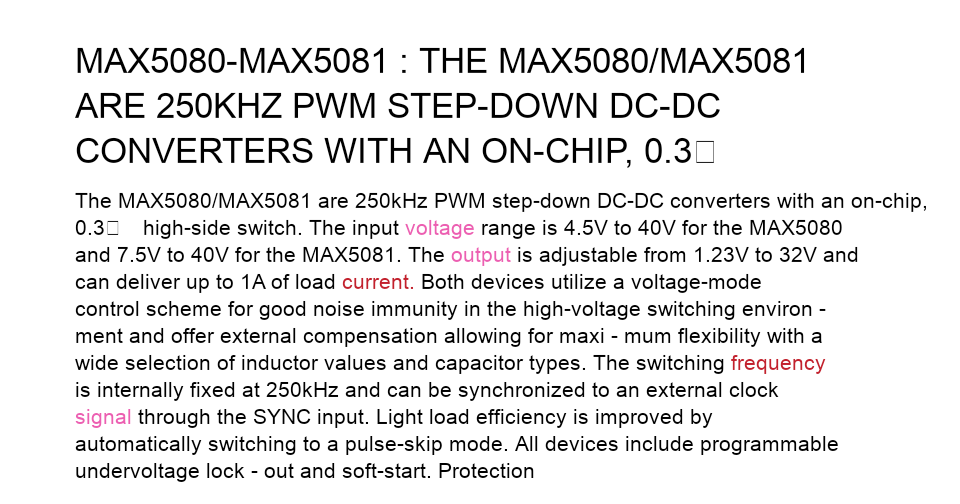 MAX5080-MAX5081 : THE MAX5080/MAX5081
ARE 250KHZ PWM STEP-DOWN DC-DC
CONVERTERS WITH AN ON-CHIP, 0.3□
The MAX5080/MAX5081 are 250kHz PWM step-down DC-DC converters with an on-chip,
0.3□ high-side switch. The input voltage range is 4.5V to 40V for the MAX5080
and 7.5V to 40V for the MAX5081. The output is adjustable from 1.23V to 32V and
can deliver up to 1A of load current. Both devices utilize a voltage-mode
control scheme for good noise immunity in the high-voltage switching environ -
ment and offer external compensation allowing for maxi - mum flexibility with a
wide selection of inductor values and capacitor types. The switching frequency
is internally fixed at 250kHz and can be synchronized to an external clock
signal through the SYNC input. Light load efficiency is improved by
automatically switching to a pulse-skip mode. All devices include programmable
undervoltage lock - out and soft-start. Protection